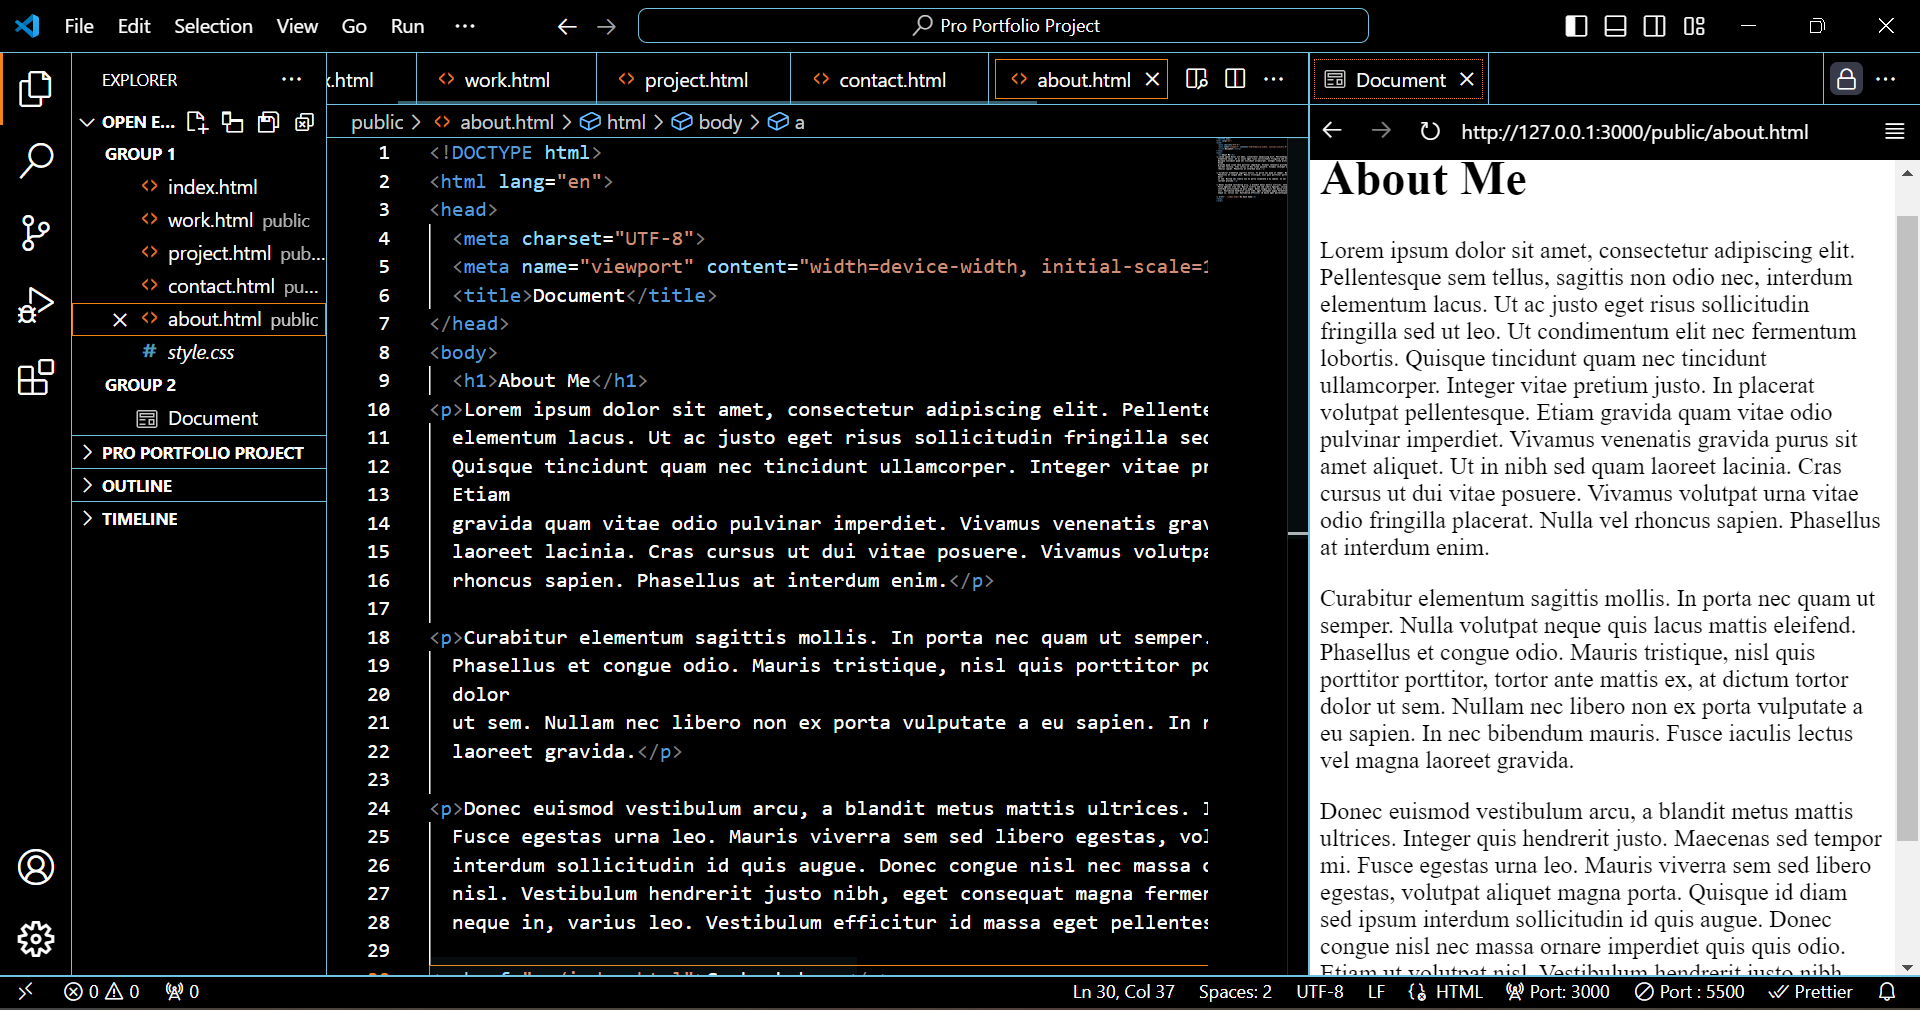 File Edit Selection View Go Run ··· Pro Portfolio Project
EXPLORER
OPEN E...
GROUP 1
index.html
work.html public
project.html pub...
contact.html pu...
about.html public
# style.css
GROUP 2
Document
PRO PORTFOLIO PROJECT
OUTLINE
TIMELINE
.html work.html project.html contact.html about.html
public > about.html > html > body > a
1 <!DOCTYPE html>
2 <html lang="en">
3 <head>
4 <meta charset="UTF-8">
5 <meta name="viewport" content="width=device-width, initial-scale=1
6 <title>Document</title>
7 </head>
8 <body>
9 <h1>About Me</h1>
10 <p>Lorem ipsum dolor sit amet, consectetur adipiscing elit. Pellente
11 elementum lacus. Ut ac justo eget risus sollicitudin fringilla sed
12 Quisque tincidunt quam nec tincidunt ullamcorper. Integer vitae pr
13 Etiam
14 gravida quam vitae odio pulvinar imperdiet. Vivamus venenatis grav
15 laoreet lacinia. Cras cursus ut dui vitae posuere. Vivamus volutpa
16 rhoncus sapien. Phasellus at interdum enim.</p>
17
18 <p>Curabitur elementum sagittis mollis. In porta nec quam ut semper.
19 Phasellus et congue odio. Mauris tristique, nisl quis porttitor po
20 dolor
21 ut sem. Nullam nec libero non ex porta vulputate a eu sapien. In n
22 laoreet gravida.</p>
23
24 <p>Donec euismod vestibulum arcu, a blandit metus mattis ultrices. I
25 Fusce egestas urna leo. Mauris viverra sem sed libero egestas, vol
26 interdum sollicitudin id quis augue. Donec congue nisl nec massa o
27 nisl. Vestibulum hendrerit justo nibh, eget consequat magna fermen
28 neque in, varius leo. Vestibulum efficitur id massa eget pellentes
29
Document
http://127.0.0.1:3000/public/about.html
About Me
Lorem ipsum dolor sit amet, consectetur adipiscing elit.
Pellentesque sem tellus, sagittis non odio nec, interdum
elementum lacus. Ut ac justo eget risus sollicitudin
fringilla sed ut leo. Ut condimentum elit nec fermentum
lobortis. Quisque tincidunt quam nec tincidunt
ullamcorper. Integer vitae pretium justo. In placerat
volutpat pellentesque. Etiam gravida quam vitae odio
pulvinar imperdiet. Vivamus venenatis gravida purus sit
amet aliquet. Ut in nibh sed quam laoreet lacinia. Cras
cursus ut dui vitae posuere. Vivamus volutpat urna vitae
odio fringilla placerat. Nulla vel rhoncus sapien. Phasellus
at interdum enim.
Curabitur elementum sagittis mollis. In porta nec quam ut
semper. Nulla volutpat neque quis lacus mattis eleifend.
Phasellus et congue odio. Mauris tristique, nisl quis
porttitor porttitor, tortor ante mattis ex, at dictum tortor
dolor ut sem. Nullam nec libero non ex porta vulputate a
eu sapien. In nec bibendum mauris. Fusce iaculis lectus
vel magna laoreet gravida.
Donec euismod vestibulum arcu, a blandit metus mattis
ultrices. Integer quis hendrerit justo. Maecenas sed tempor
mi. Fusce egestas urna leo. Mauris viverra sem sed libero
egestas, volutpat aliquet magna porta. Quisque id diam
sed ipsum interdum sollicitudin id quis augue. Donec
congue nisl nec massa ornare imperdiet quis quis odio.
Etiam ut volutpat nisl. Vestibulum hendrerit justo nibh
0 0 0 Ln 30, Col 37 Spaces: 2 UTF-8 LF HTML Port: 3000 Port : 5500 Prettier